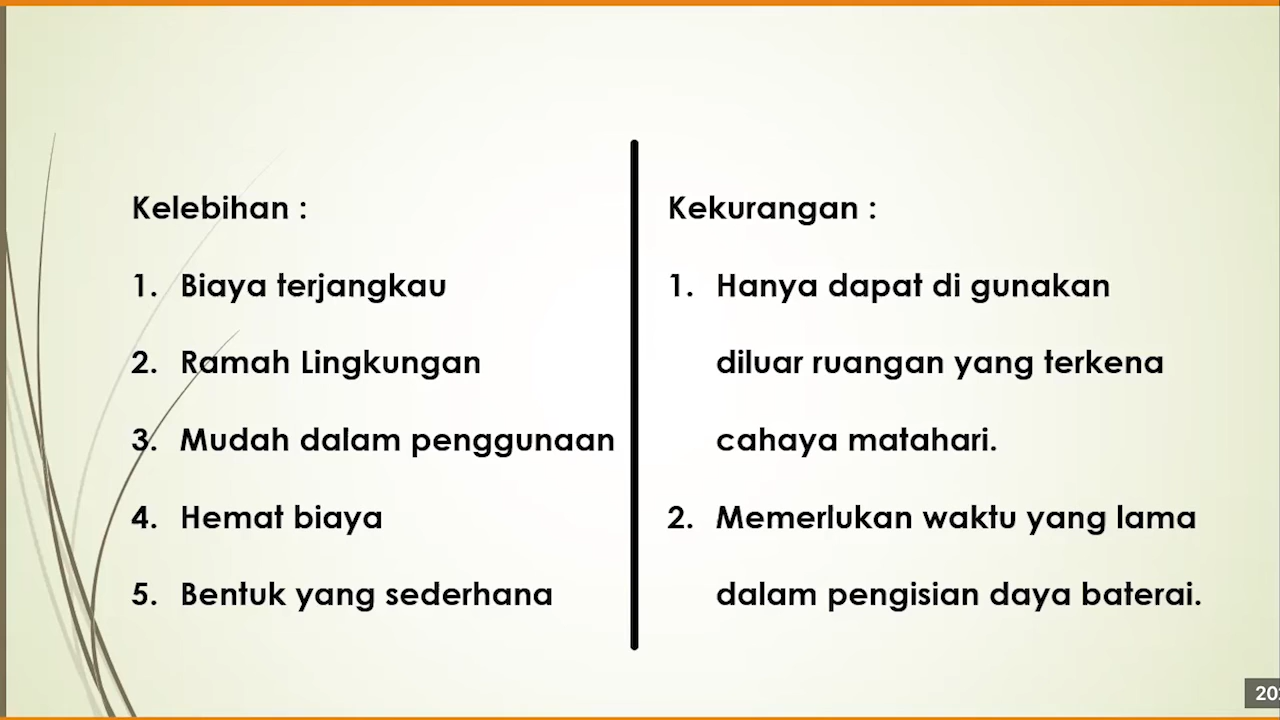 Kelebihan :
1. Biaya terjangkau
2. Ramah Lingkungan
3. Mudah dalam penggunaan
4. Hemat biaya
5. Bentuk yang sederhana
Kekurangan :
1. Hanya dapat di gunakan
diluar ruangan yang terkena
cahaya matahari.
2. Memerlukan waktu yang lama
dalam pengisian daya baterai.